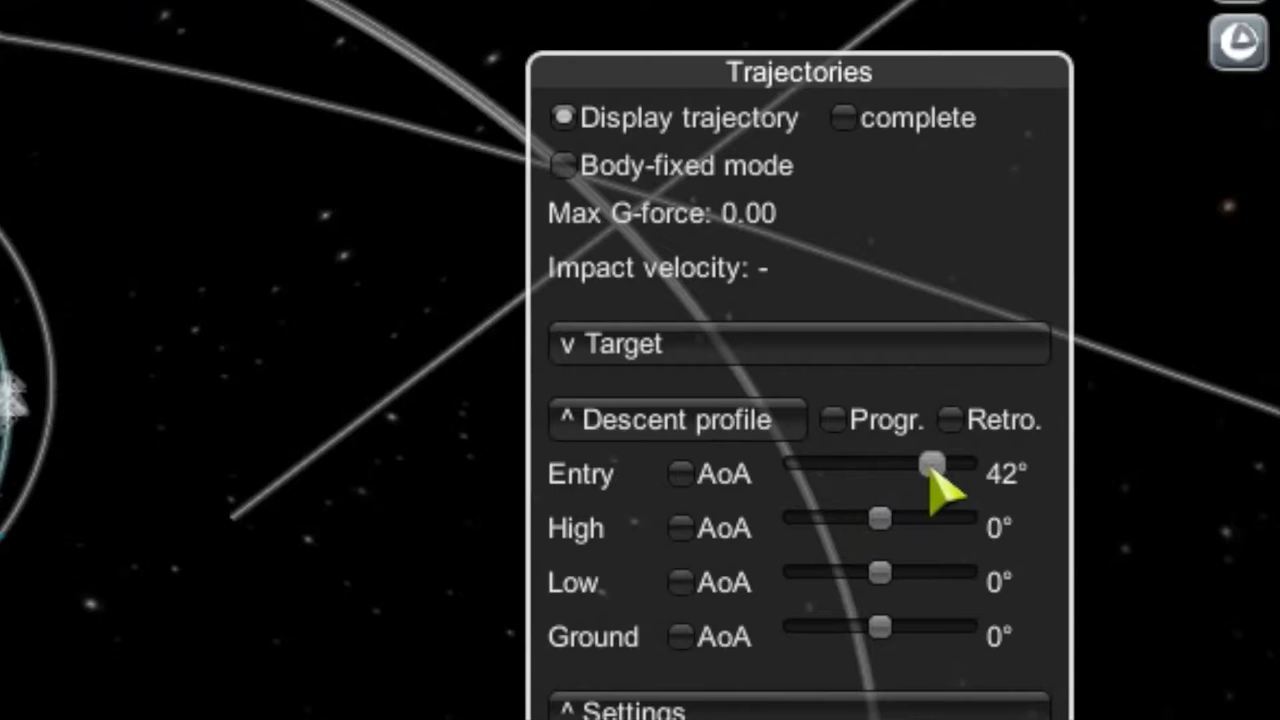 Trajectories
Display trajectory complete
Body-fixed mode
Max G-force: 0.00
Impact velocity: -
v Target
^ Descent profile Progr. Retro.
Entry AoA 42°
High AoA 0°
Low AoA 0°
Ground AoA 0°
^ Settings